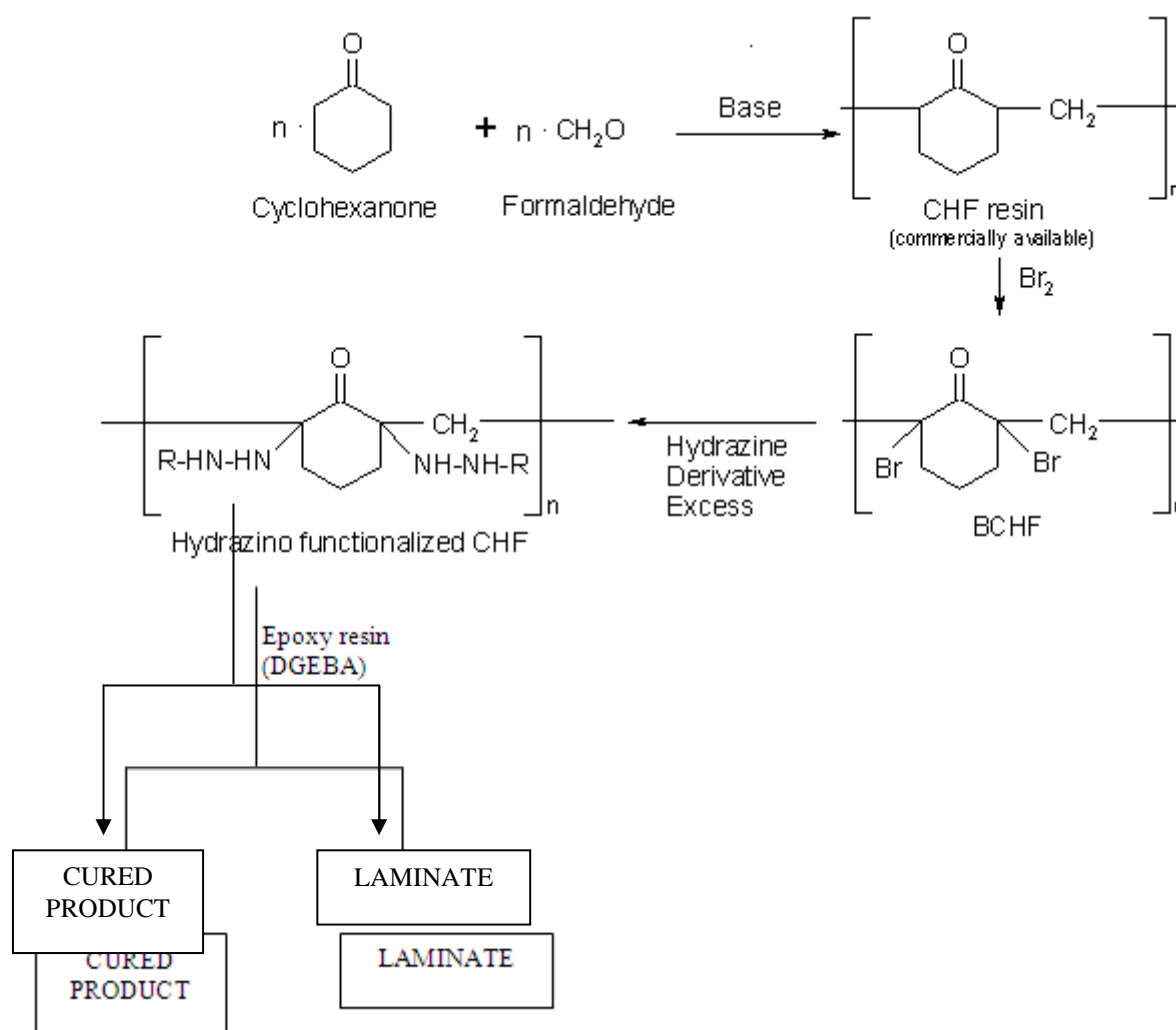 O
n ·
+
n · CH₂O
Base
Cyclohexanone
Formaldehyde
O
CH₂
n
CHF resin
(commercially available)
Br₂
O
CH₂
R-HN-HN
NH-NH-R
n
Hydrazino functionalized CHF
Hydrazine
Derivative
Excess
O
CH₂
Br
Br
BCHF
Epoxy resin
(DGEBA)
CURED
PRODUCT
LAMINATE
CURED
PRODUCT
LAMINATE